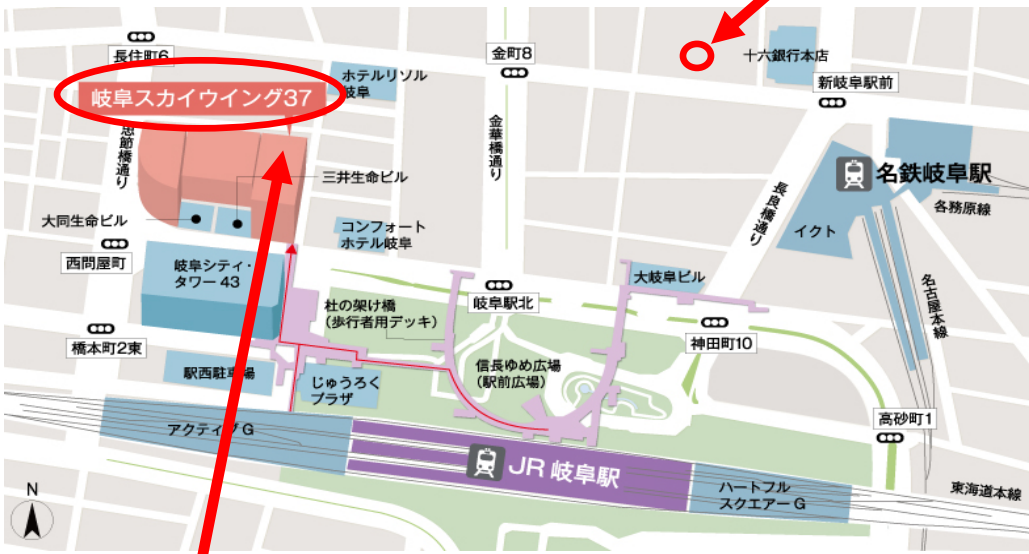 長住町6
岐阜スカイウイング37
ホテルリソル
岐阜
金町8
十六銀行本店
新岐阜駅前
忠節橋通り
金華橋通り
長良橋通り
名鉄岐阜駅
各務原線
イクト
名古屋本線
三井生命ビル
大同生命ビル
コンフォート
ホテル岐阜
西問屋町
岐阜シティ・
タワー43
大岐阜ビル
岐阜駅北
杜の架け橋
(歩行者用デッキ)
橋本町2東
神田町10
信長ゆめ広場
(駅前広場)
駅西駐車場
じゅうろく
プラザ
高砂町1
アクティブG
JR岐阜駅
ハートフル
スクエアーG
東海道本線
N